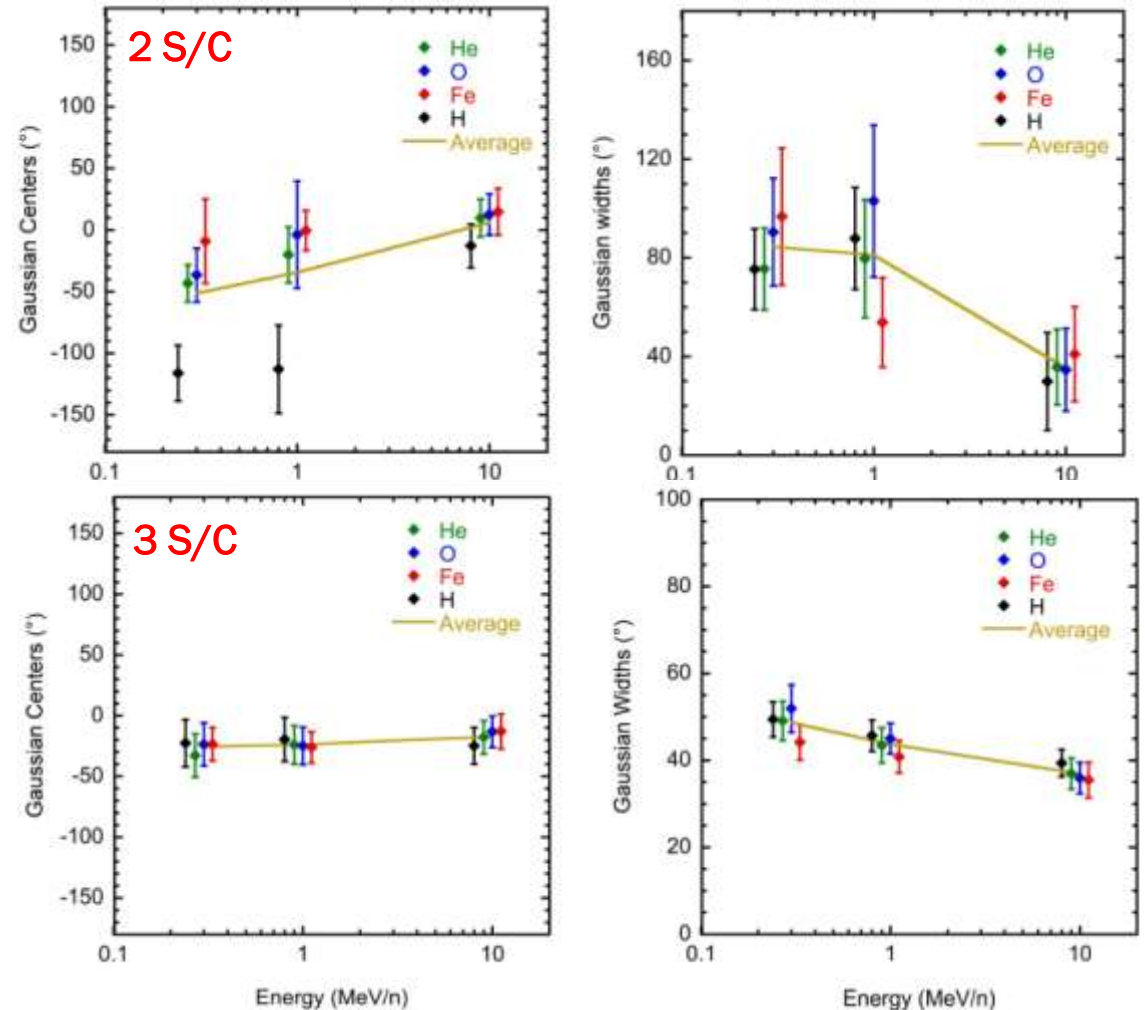 2 S/C
Gaussian Centers (°)
150
100
50
0
-50
-100
-150
0.1
1
10
He
O
Fe
H
Average
Gaussian widths (°)
160
120
80
40
0
0.1
1
10
He
O
Fe
H
Average
3 S/C
Gaussian Centers (°)
150
100
50
0
-50
-100
-150
0.1
1
10
Energy (MeV/n)
He
O
Fe
H
Average
Gaussian Widths (°)
100
80
60
40
20
0
0.1
1
10
Energy (MeV/n)
He
O
Fe
H
Average